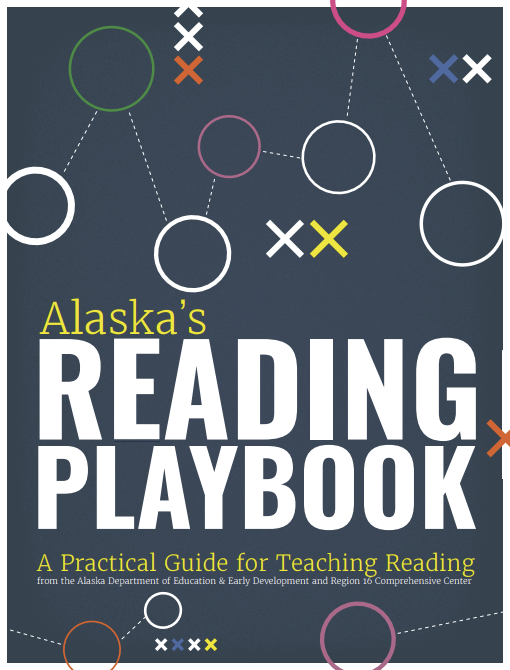 Alaska's
READING
PLAYBOOK
A Practical Guide for Teaching Reading
from the Alaska Department of Education & Early Development and Region 16 Comprehensive Center